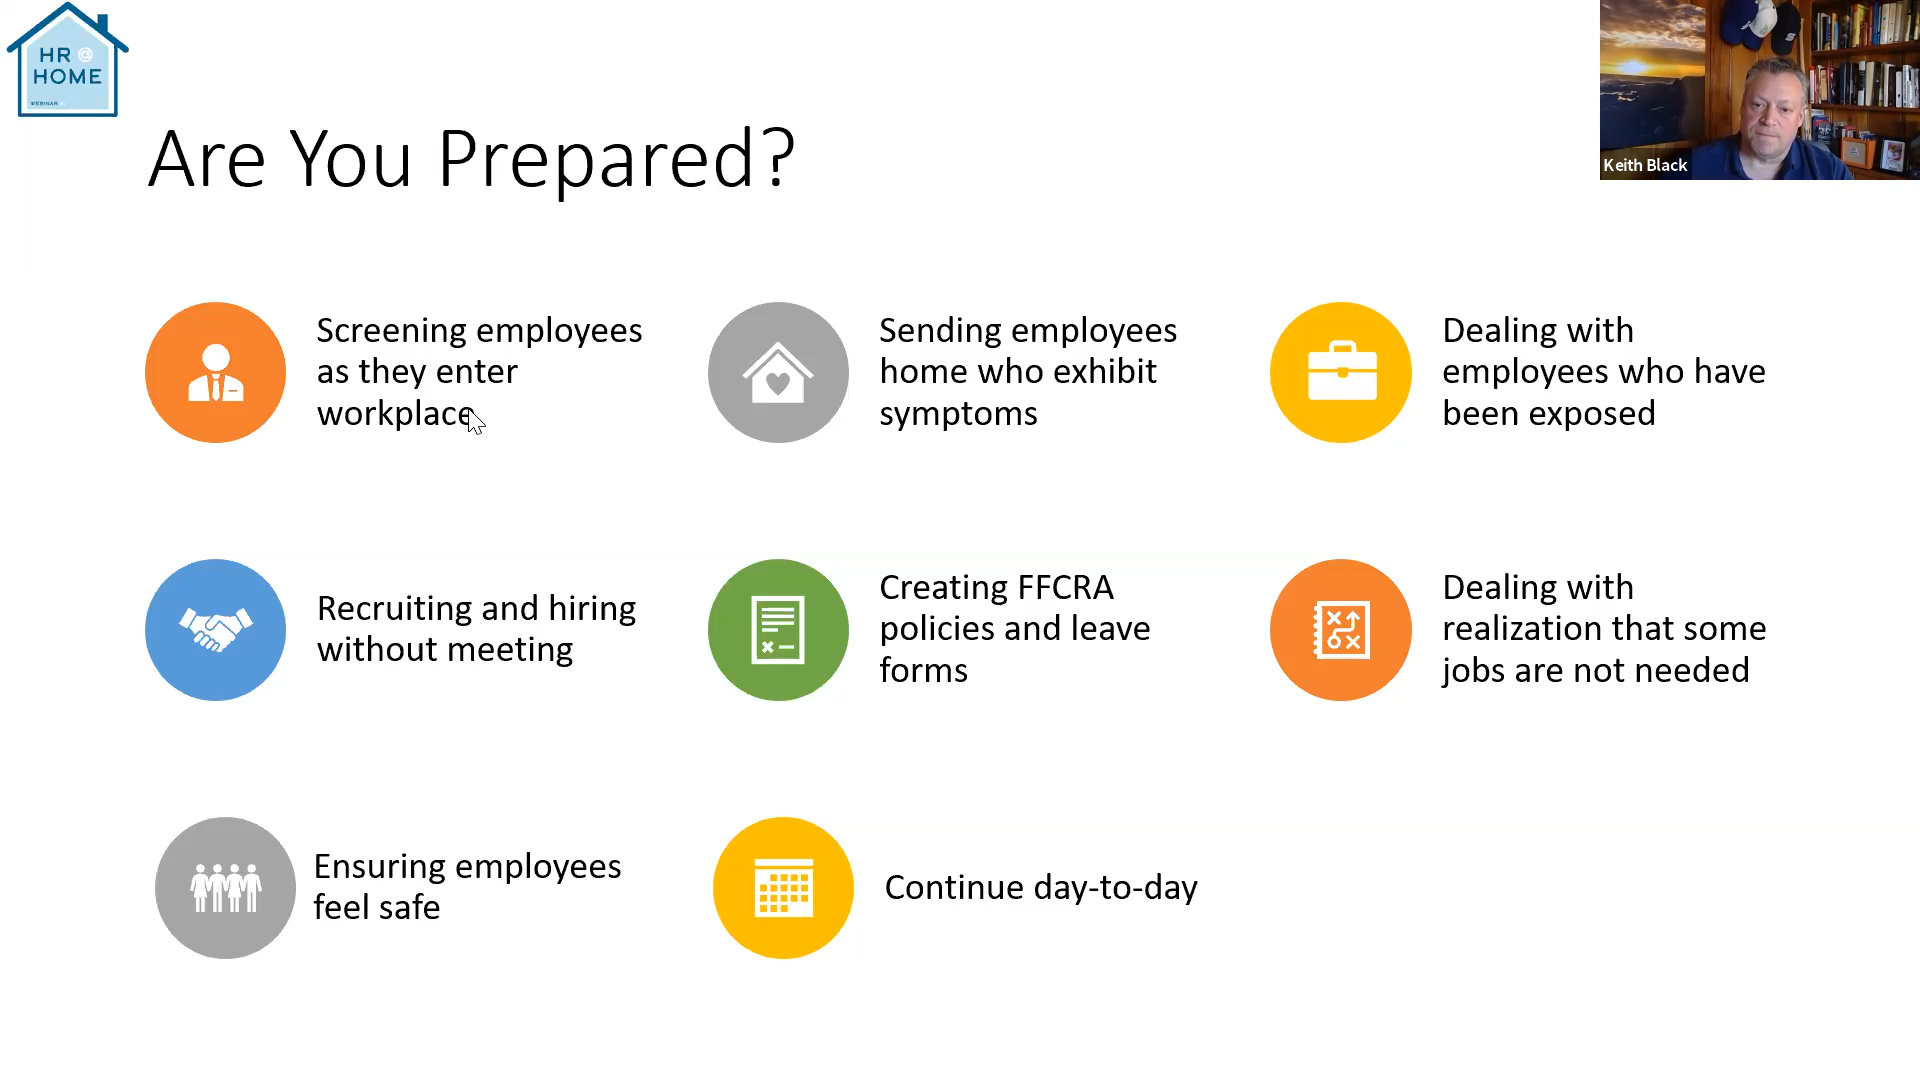 HR @
HOME
WEBINAR
Keith Black
Are You Prepared?
Screening employees
as they enter
workplace
Sending employees
home who exhibit
symptoms
Dealing with
employees who have
been exposed
Recruiting and hiring
without meeting
Creating FFCRA
policies and leave
forms
Dealing with
realization that some
jobs are not needed
Ensuring employees
feel safe
Continue day-to-day